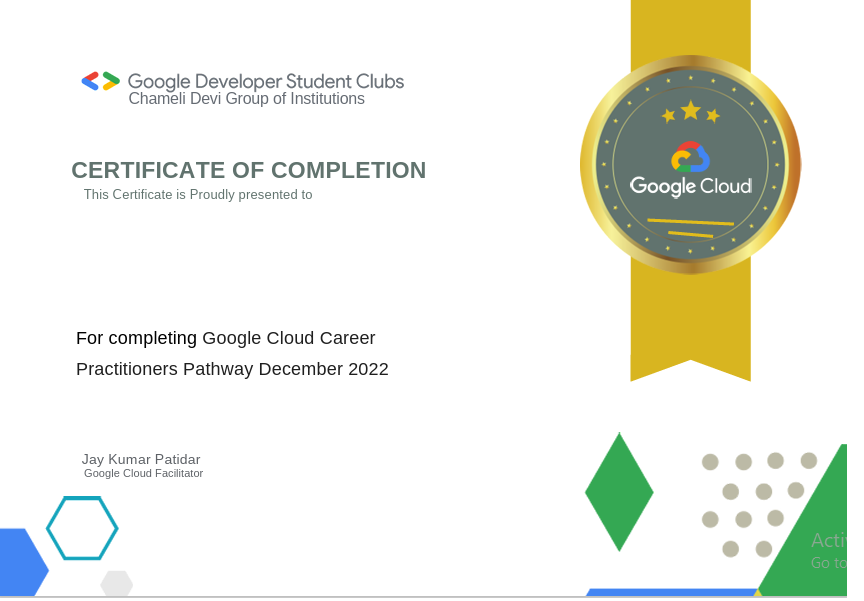 Google Developer Student Clubs
Chameli Devi Group of Institutions
CERTIFICATE OF COMPLETION
This Certificate is Proudly presented to
Google Cloud
For completing Google Cloud Career
Practitioners Pathway December 2022
Jay Kumar Patidar
Google Cloud Facilitator
Go to